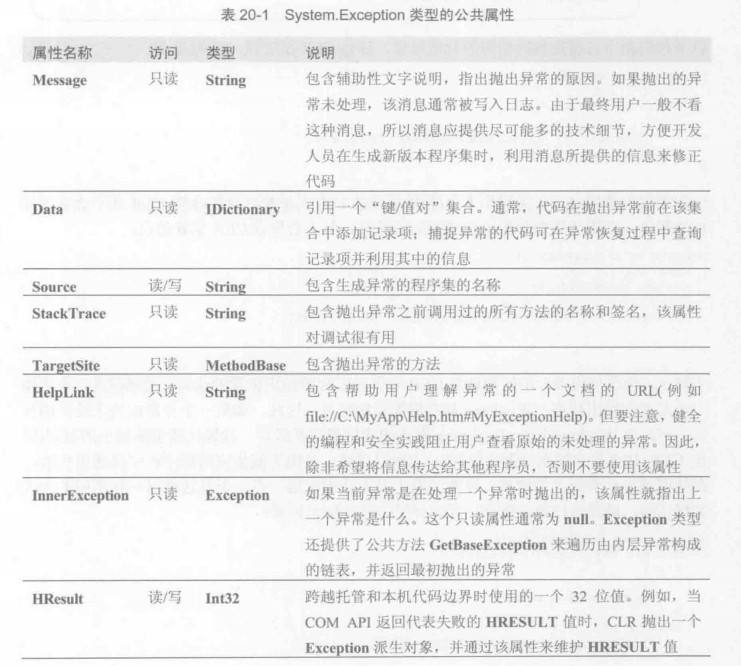 表 20-1 System.Exception 类型的公共属性
属性名称 访问 类型 说明
Message 只读 String 包含辅助性文字说明，指出抛出异常的原因。如果抛出的异
常未处理，该消息通常被写入日志。由于最终用户一般不看
这种消息，所以消息应提供尽可能多的技术细节，方便开发
人员在生成新版本程序集时，利用消息所提供的信息来修正
代码
Data 只读 IDictionary 引用一个“键/值对”集合。通常，代码在抛出异常前在该集
合中添加记录项；捕捉异常的代码可在异常恢复过程中查询
记录项并利用其中的信息
Source 读/写 String 包含生成异常的程序集的名称
StackTrace 只读 String 包含抛出异常之前调用过的所有方法的名称和签名，该属性
对调试很有用
TargetSite 只读 MethodBase 包含抛出异常的方法
HelpLink 只读 String 包含帮助用户理解异常的一个文档的 URL(例如
file://C:\MyApp\Help.htm#MyExceptionHelp)。但要注意，健全
的编程和安全实践阻止用户查看原始的未处理的异常。因此，
除非希望将信息传达给其他程序员，否则不要使用该属性
InnerException 只读 Exception 如果当前异常是在处理一个异常时抛出的，该属性就指出上
一个异常是什么。这个只读属性通常为 null。Exception 类型
还提供了公共方法 GetBaseException 来遍历由内层异常构成
的链表，并返回最初抛出的异常
HResult 读/写 Int32 跨越托管和本机代码边界时使用的一个 32 位值。例如，当
COM API 返回代表失败的 HRESULT 值时，CLR 抛出一个
Exception 派生对象，并通过该属性来维护 HRESULT 值